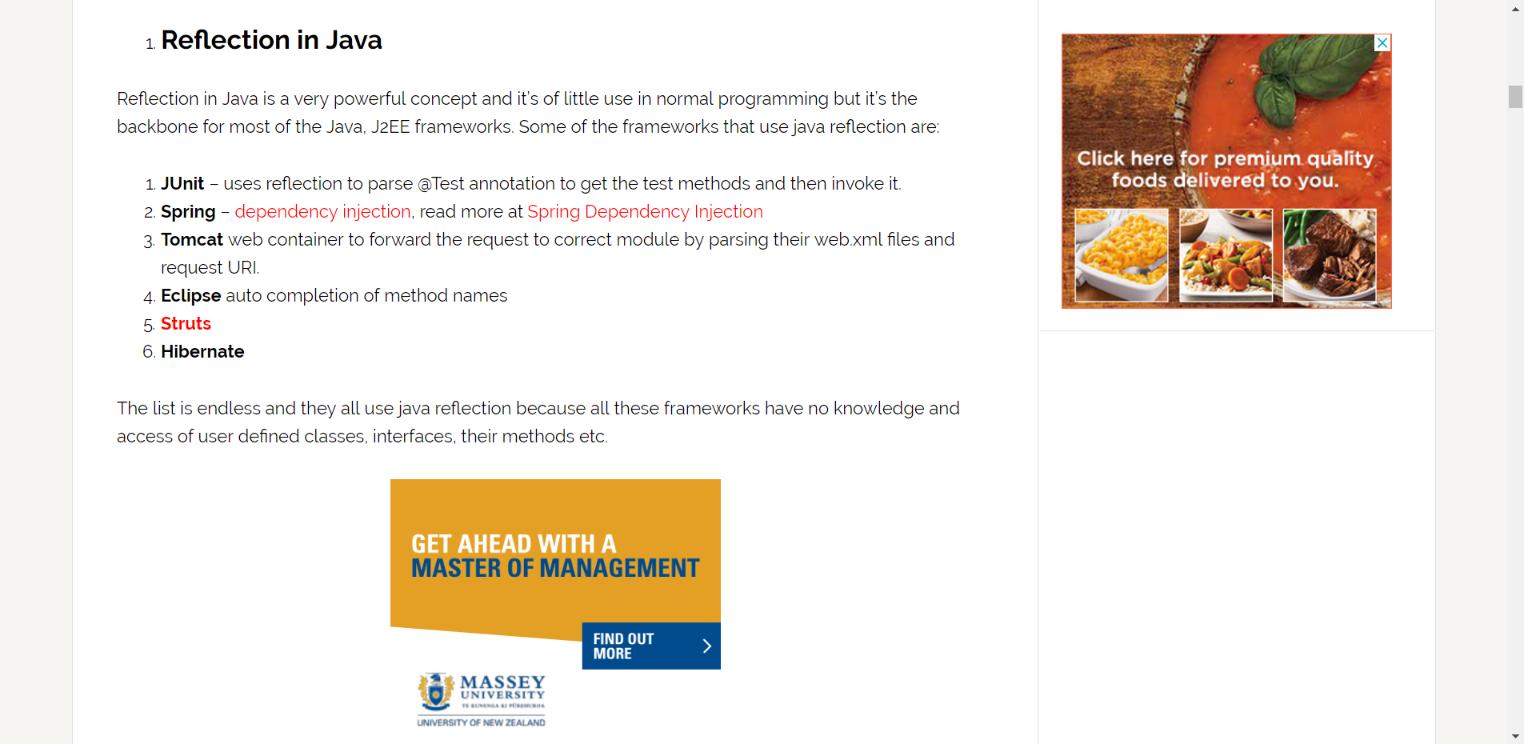 1. Reflection in Java
Reflection in Java is a very powerful concept and it's of little use in normal programming but it's the
backbone for most of the Java, J2EE frameworks. Some of the frameworks that use java reflection are:
1. JUnit – uses reflection to parse @Test annotation to get the test methods and then invoke it.
2. Spring – dependency injection, read more at Spring Dependency Injection
3. Tomcat web container to forward the request to correct module by parsing their web.xml files and
request URI.
4. Eclipse auto completion of method names
5. Struts
6. Hibernate
The list is endless and they all use java reflection because all these frameworks have no knowledge and
access of user defined classes, interfaces, their methods etc.
GET AHEAD WITH A
MASTER OF MANAGEMENT
FIND OUT
MORE
MASSEY
UNIVERSITY
TE KUNENGA KI PŪREHUROA
UNIVERSITY OF NEW ZEALAND
Click here for premium quality
foods delivered to you.